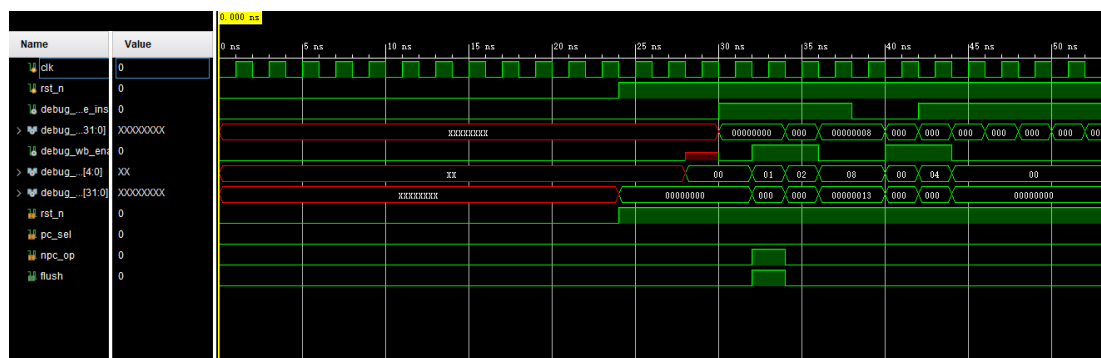 0.000 ns
Name Value 0 ns 5 ns 10 ns 15 ns 20 ns 25 ns 30 ns 35 ns 40 ns 45 ns 50 ns
clk 0
rst_n 0
debug_...e_ins 0
debug_...31:0] XXXXXXXX XXXXXXXX 00000000 000 00000008 000 000 000 000 000 000 00
debug_wb_ena 0
debug_...[4:0] XX XX 00 01 02 08 00 04 00
debug_...[31:0] XXXXXXXX XXXXXXXX 00000000 000 000 00000013 000 000 00000000
rst_n 0
pc_sel 0
npc_op 0
flush 0